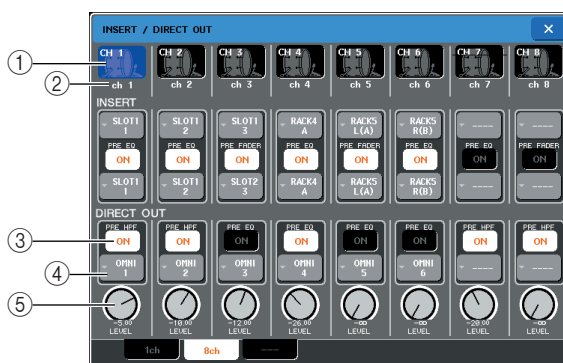 INSERT / DIRECT OUT ×
① CH 1 CH 2 CH 3 CH 4 CH 5 CH 6 CH 7 CH 8
② ch 1 ch 2 ch 3 ch 4 ch 5 ch 6 ch 7 ch 8
INSERT
SLOT1 1 SLOT1 2 SLOT1 3 RACK4 A RACK5 L(A) RACK5 R(B) ---- ----
PRE EQ PRE EQ PRE FADER PRE EQ PRE FADER PRE EQ PRE EQ PRE FADER
ON ON ON ON ON ON ON ON
SLOT1 1 SLOT1 2 SLOT2 3 RACK4 A RACK5 L(A) RACK5 R(B) ---- ----
DIRECT OUT
PRE HPF PRE HPF PRE EQ PRE EQ PRE EQ PRE EQ PRE HPF PRE HPF
③ ON ON ON ON ON ON ON ON
④ OMNI 1 OMNI 2 OMNI 3 OMNI 4 OMNI 5 OMNI 6 ---- ----
⑤ -5.00 -10.00 -12.00 -26.00 -∞ -∞ -20.00 -∞
LEVEL LEVEL LEVEL LEVEL LEVEL LEVEL LEVEL LEVEL
1ch 8ch ---